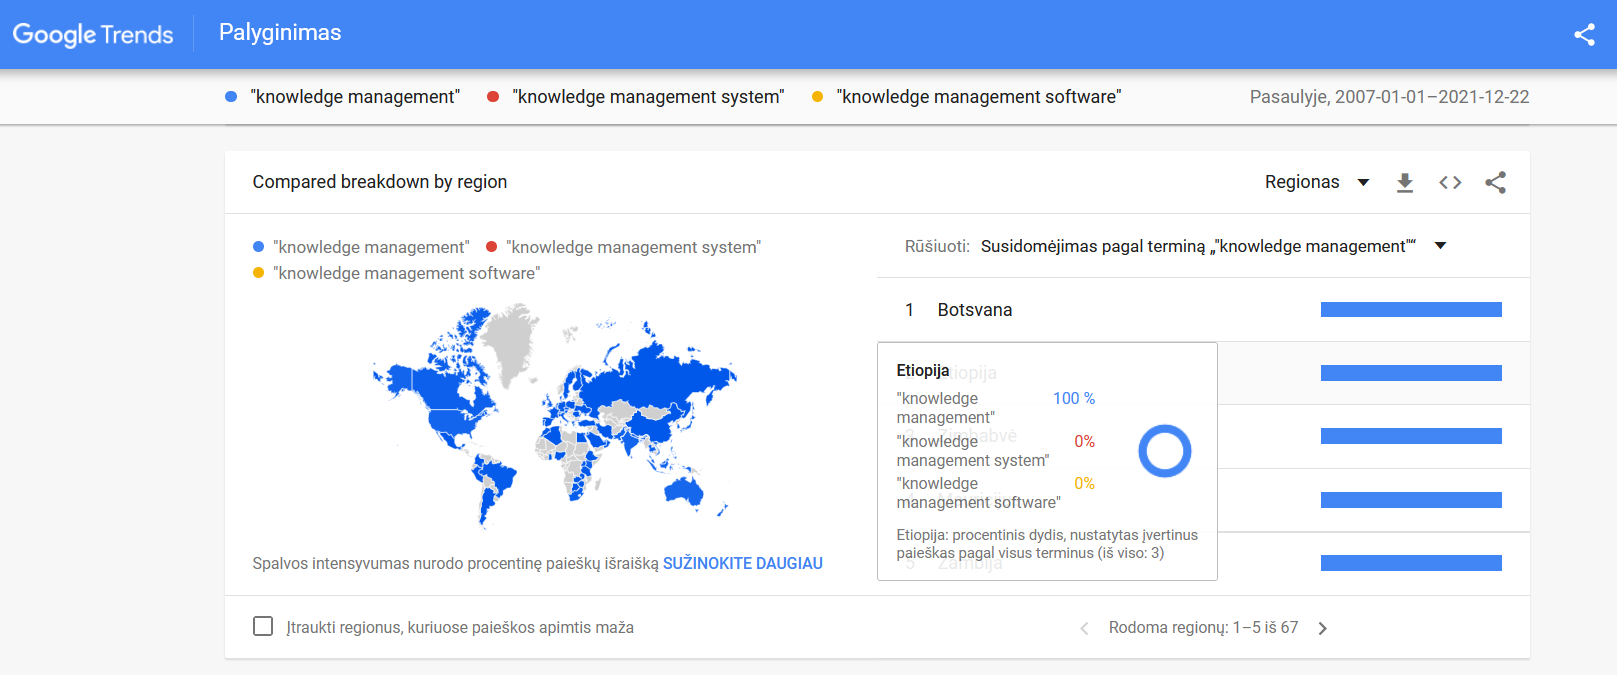 Google Trends
Palyginimas
"knowledge management"
"knowledge management system"
"knowledge management software"
Pasaulyje, 2007-01-01–2021-12-22
Compared breakdown by region
Regionas
"knowledge management"
"knowledge management system"
"knowledge management software"
Rūšiuoti: Susidomėjimas pagal terminą „"knowledge management"“
1 Botsvana
Etiopija
Etiopija
"knowledge
management"
100 %
Zimbabvė
"knowledge
management system"
0%
"knowledge
management software"
0%
Etiopija: procentinis dydis, nustatytas įvertinus
paieškas pagal visus terminus (iš viso: 3)
5 Zambija
Spalvos intensyvumas nurodo procentinę paieškų išraišką SUŽINOKITE DAUGIAU
Įtraukti regionus, kuriuose paieškos apimtis maža
Rodoma regionų: 1–5 iš 67